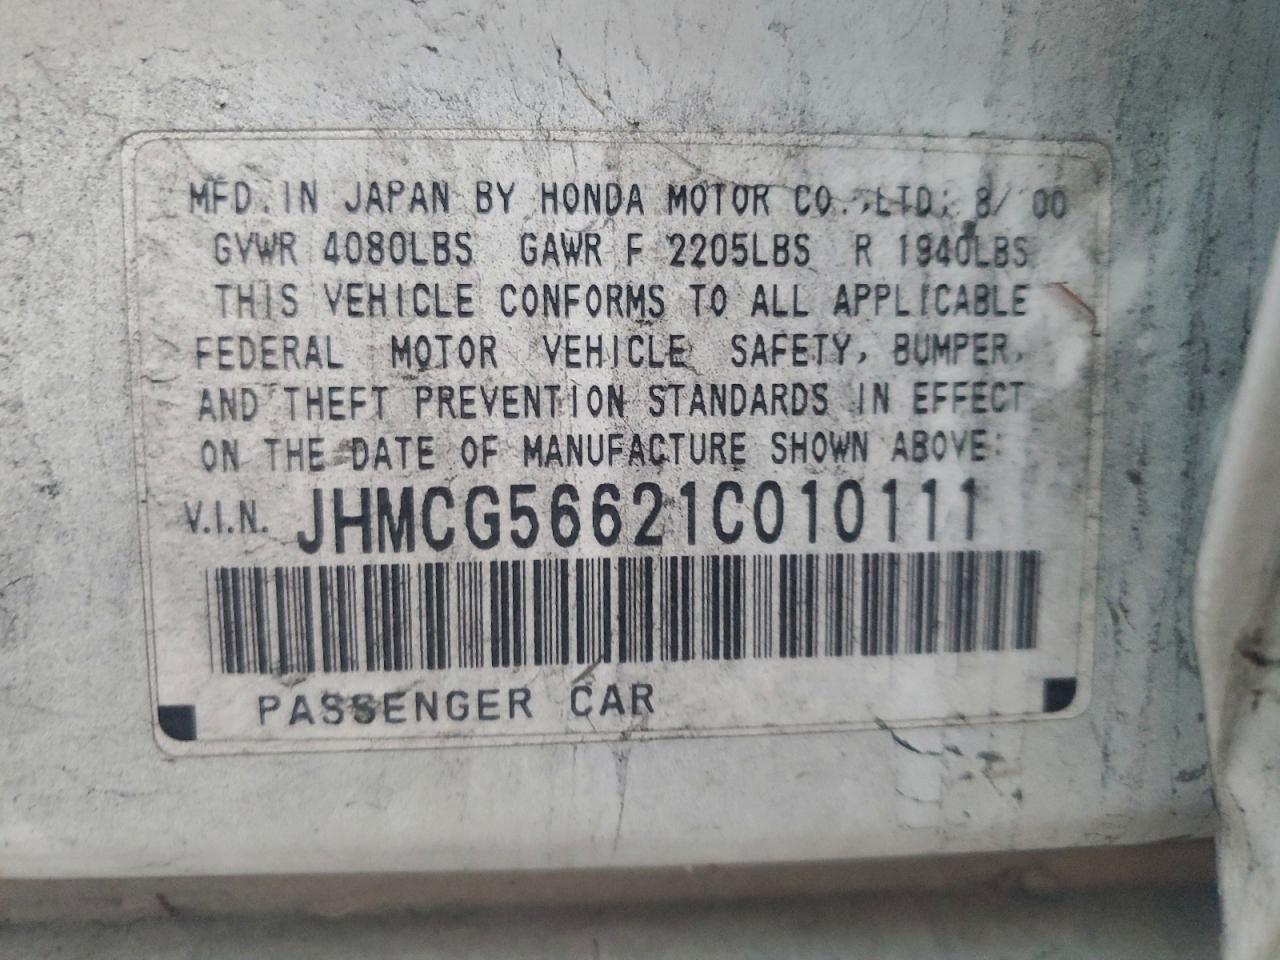 MFD. IN JAPAN BY HONDA MOTOR CO., LTD; 8/ 00
GVWR 4080LBS GAWR F 2205LBS R 1940LBS
THIS VEHICLE CONFORMS TO ALL APPLICABLE
FEDERAL MOTOR VEHICLE SAFETY, BUMPER,
AND THEFT PREVENTION STANDARDS IN EFFECT
ON THE DATE OF MANUFACTURE SHOWN ABOVE:
V.I.N. JHMCG56621C010111
PASSENGER CAR